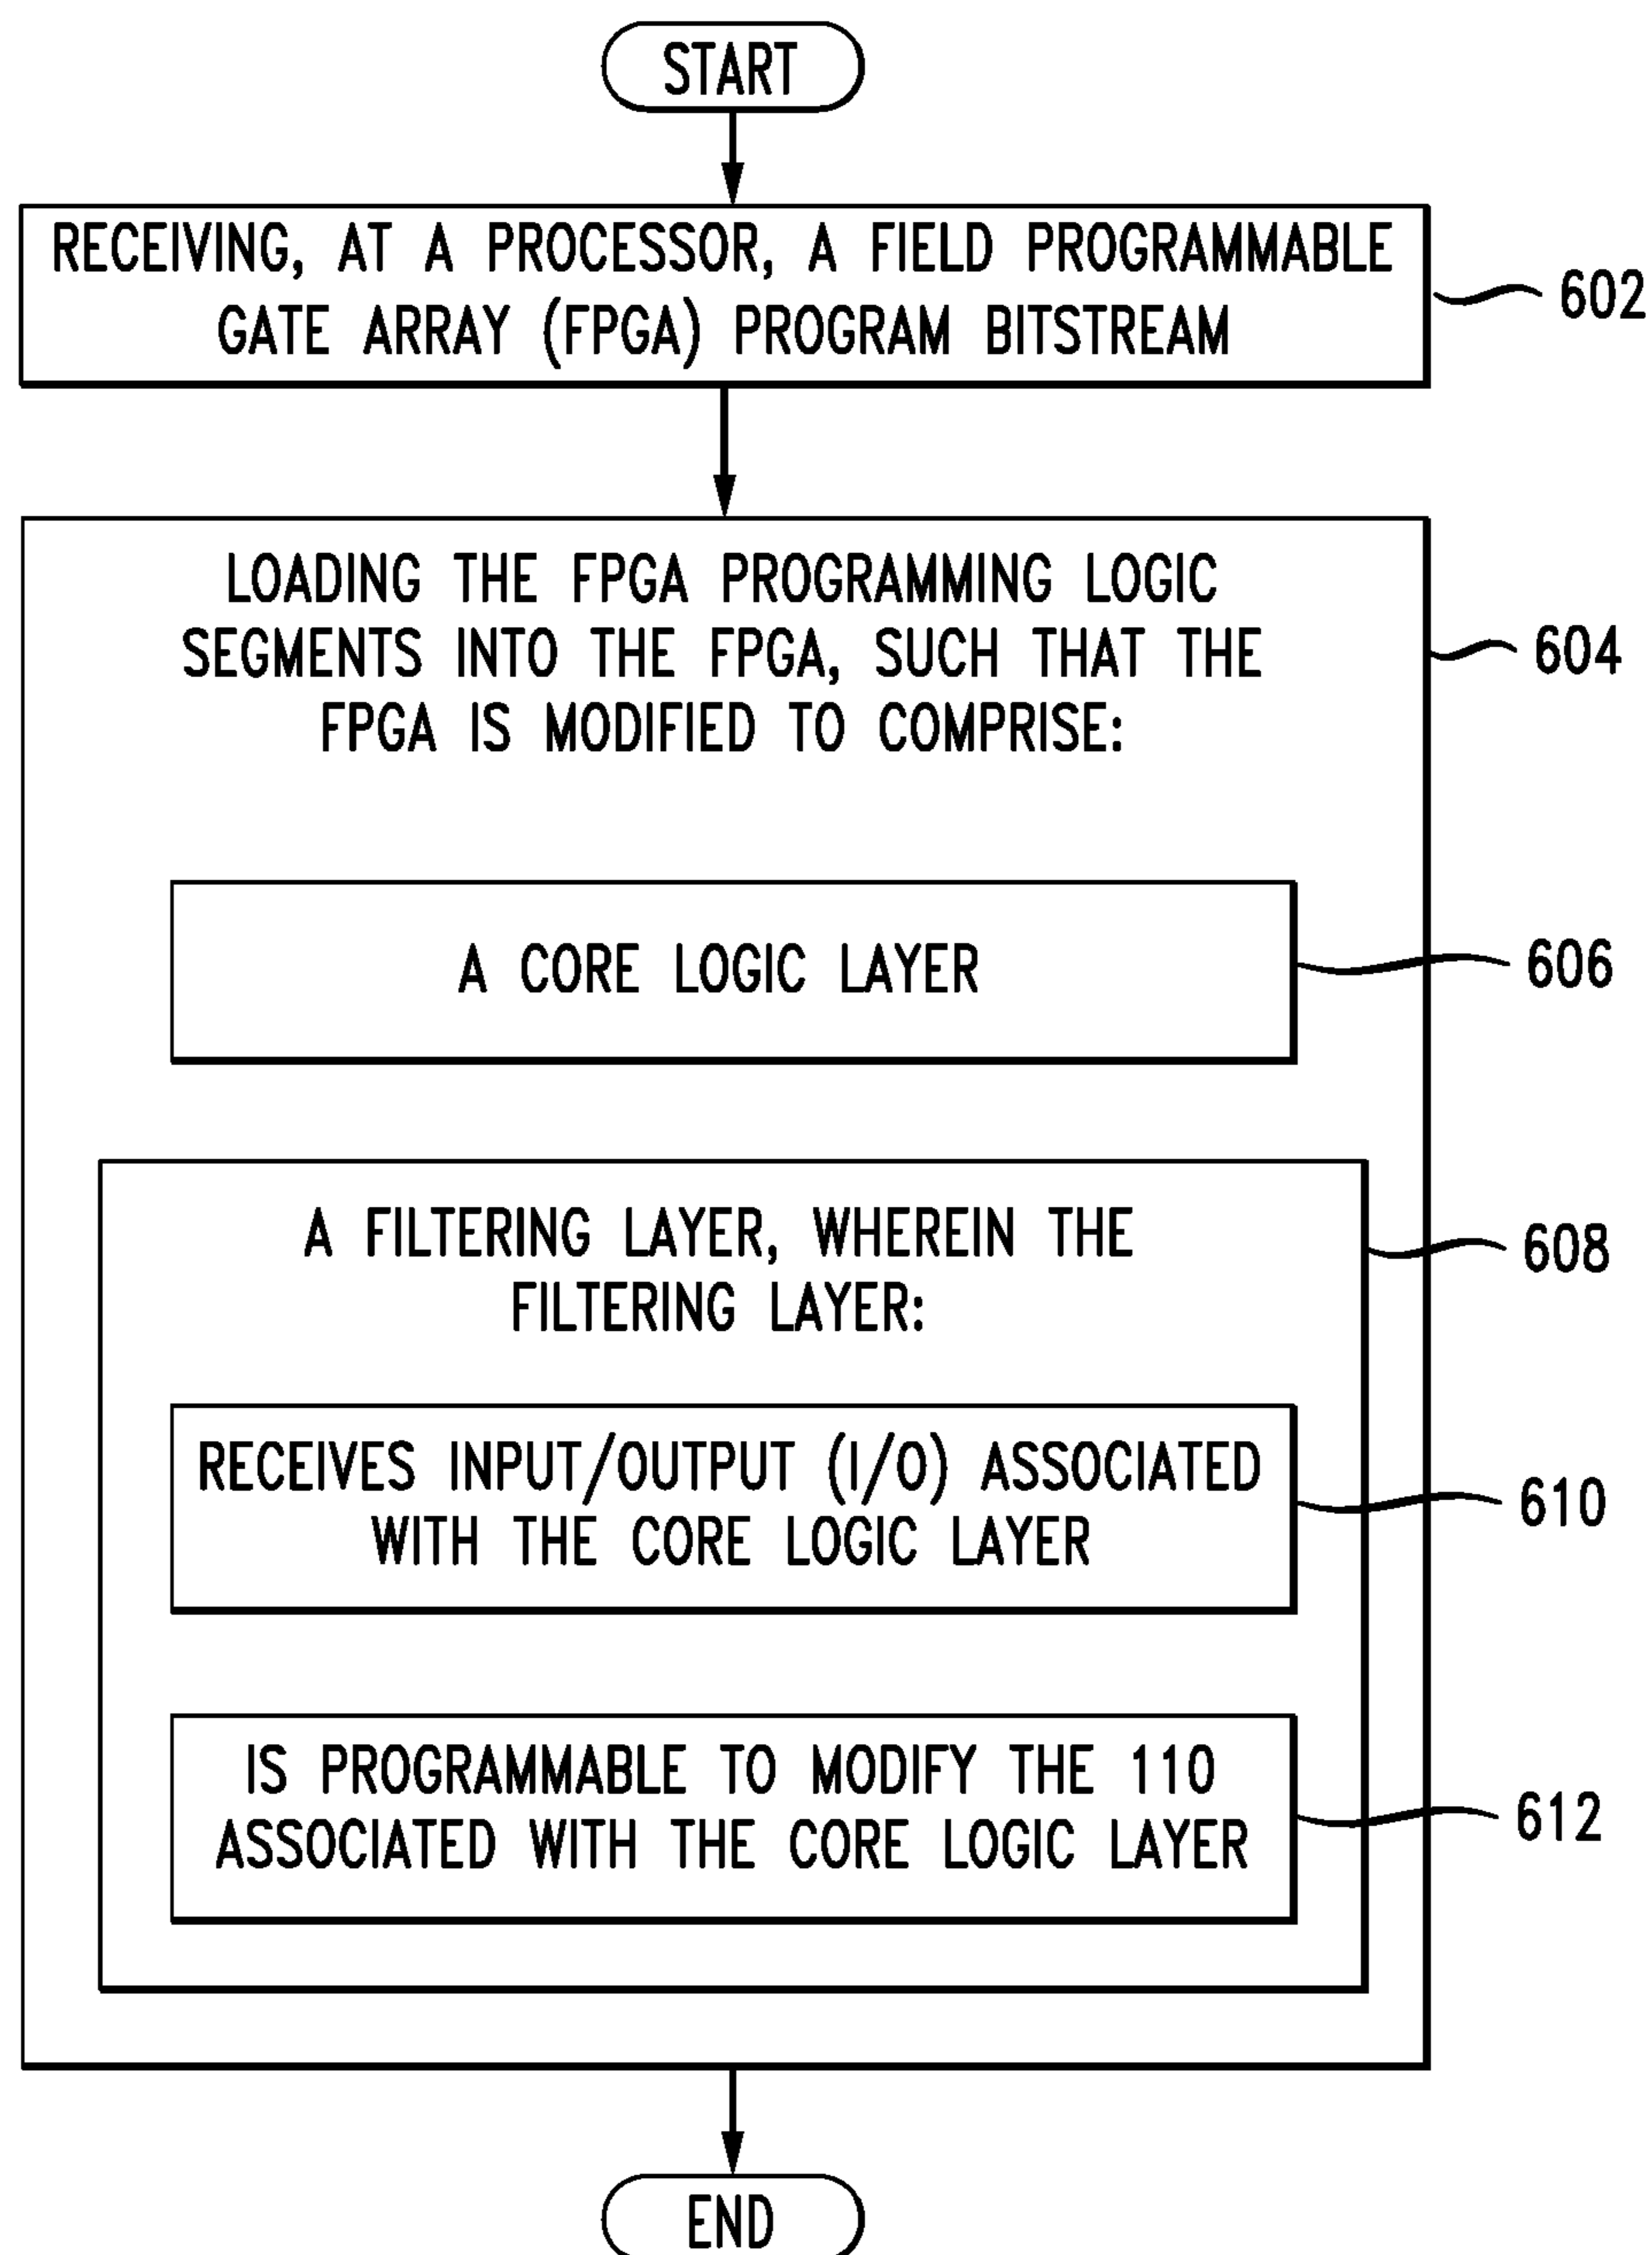 START
RECEIVING, AT A PROCESSOR, A FIELD PROGRAMMABLE
GATE ARRAY (FPGA) PROGRAM BITSTREAM
602
LOADING THE FPGA PROGRAMMING LOGIC
SEGMENTS INTO THE FPGA, SUCH THAT THE
FPGA IS MODIFIED TO COMPRISE:
604
A CORE LOGIC LAYER
606
A FILTERING LAYER, WHEREIN THE
FILTERING LAYER:
608
RECEIVES INPUT/OUTPUT (I/O) ASSOCIATED
WITH THE CORE LOGIC LAYER
610
IS PROGRAMMABLE TO MODIFY THE 110
ASSOCIATED WITH THE CORE LOGIC LAYER
612
END